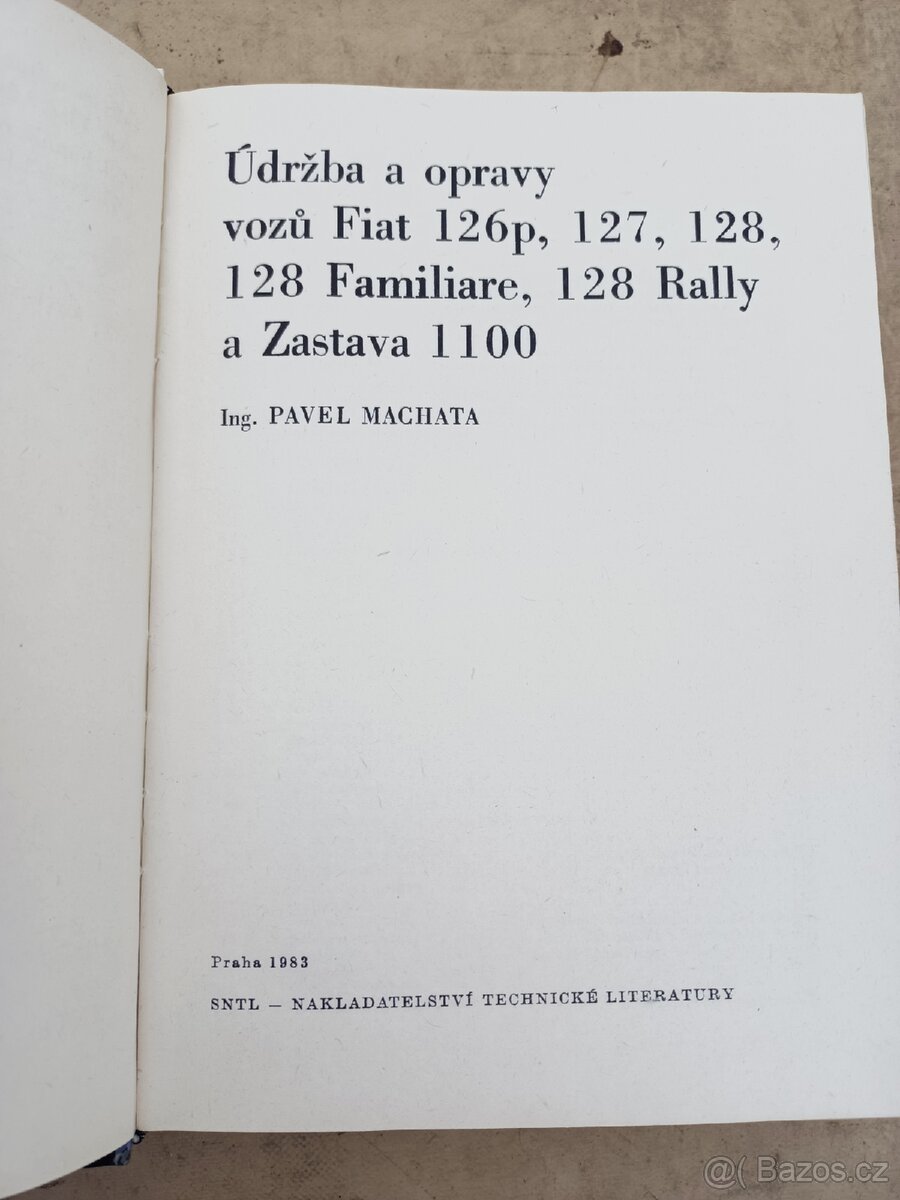 Údržba a opravy
vozů Fiat 126p, 127, 128,
128 Familiare, 128 Rally
a Zastava 1100
Ing. PAVEL MACHATA
Praha 1983
SNTL – NAKLADATELSTVÍ TECHNICKÉ LITERATURY
@ Bazos.cz